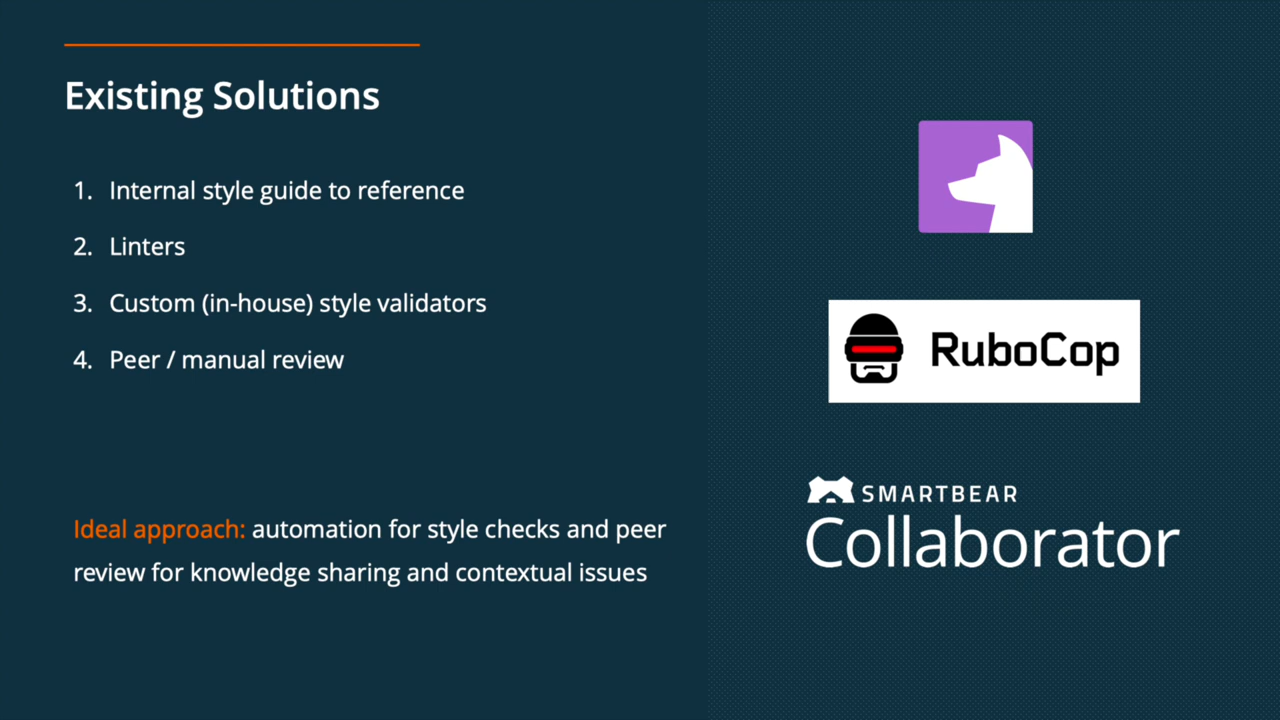 Existing Solutions
1. Internal style guide to reference
2. Linters
3. Custom (in-house) style validators
4. Peer / manual review
Ideal approach: automation for style checks and peer
review for knowledge sharing and contextual issues
RuboCop
SMARTBEAR
Collaborator